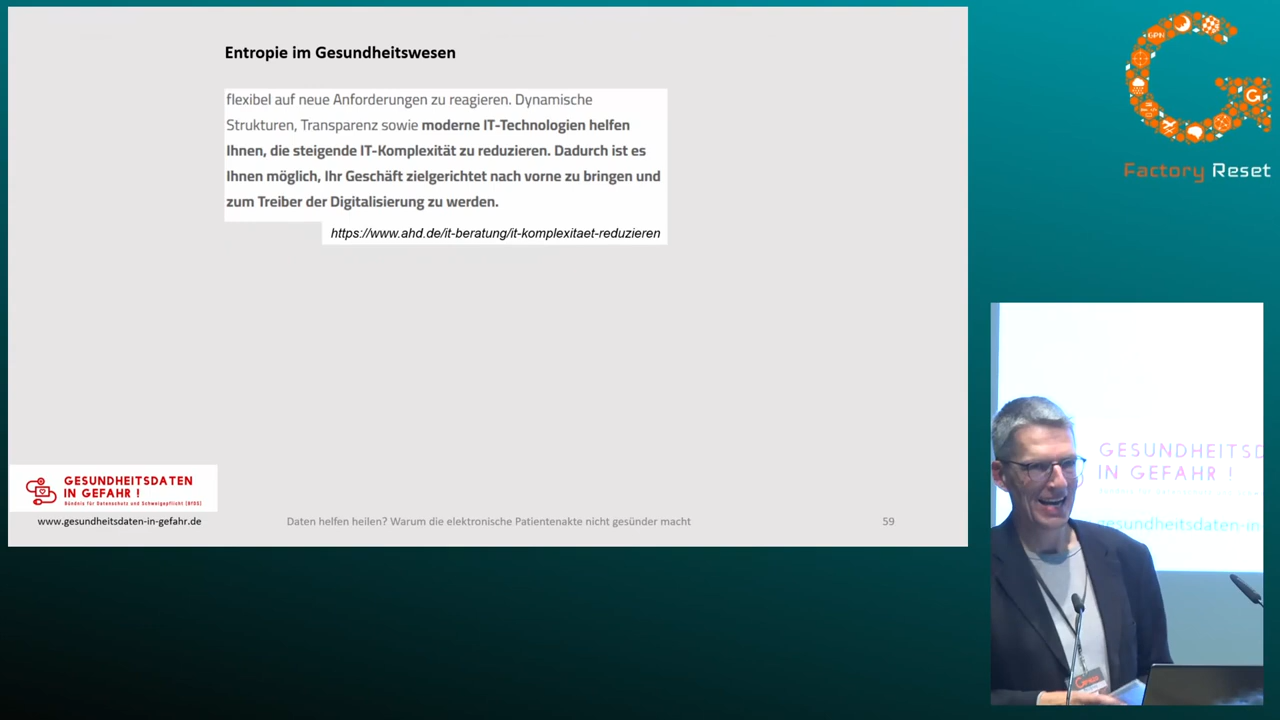 Entropie im Gesundheitswesen
flexibel auf neue Anforderungen zu reagieren. Dynamische
Strukturen, Transparenz sowie moderne IT-Technologien helfen
Ihnen, die steigende IT-Komplexität zu reduzieren. Dadurch ist es
Ihnen möglich, Ihr Geschäft zielgerichtet nach vorne zu bringen und
zum Treiber der Digitalisierung zu werden.
https://www.ahd.de/it-beratung/it-komplexitaet-reduzieren
GESUNDHEITSDATEN
IN GEFAHR !
Bündnis für Datenschutz und Schweigepflicht (BfDS)
www.gesundheitsdaten-in-gefahr.de
Daten helfen heilen? Warum die elektronische Patientenakte nicht gesünder macht
59
GPN
Factory Reset
GESUNDHEITSD
IN GEFAHR !
gesundheitsdaten-in-